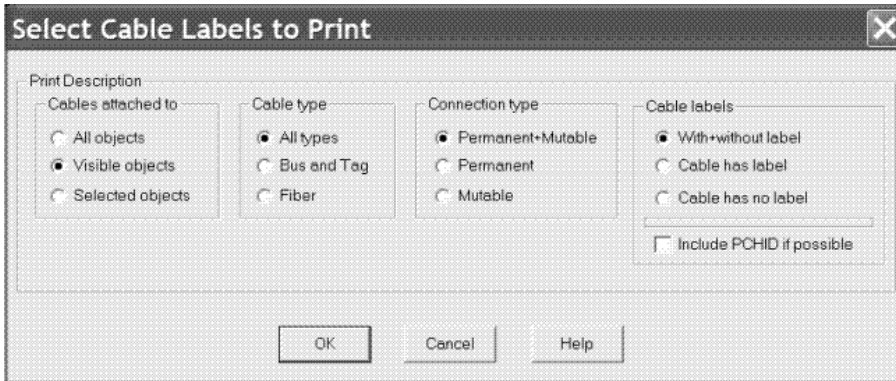 Select Cable Labels to Print
Print Description
Cables attached to
All objects
Visible objects
Selected objects
Cable type
All types
Bus and Tag
Fiber
Connection type
Permanent+Mutable
Permanent
Mutable
Cable labels
With+without label
Cable has label
Cable has no label
Include PCHID if possible
OK Cancel Help